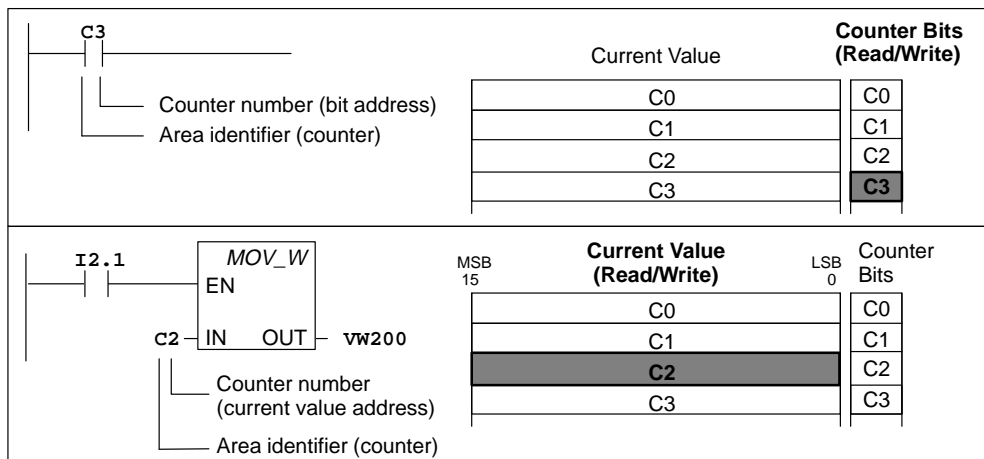 C3
Counter number (bit address)
Area identifier (counter)
Current Value
Counter Bits
(Read/Write)
C0
C0
C1
C1
C2
C2
C3
C3
I2.1
MOV_W
EN
C2
IN
OUT
VW200
Counter number
(current value address)
Area identifier (counter)
MSB
15
Current Value
(Read/Write)
LSB
0
Counter
Bits
C0
C0
C1
C1
C2
C2
C3
C3